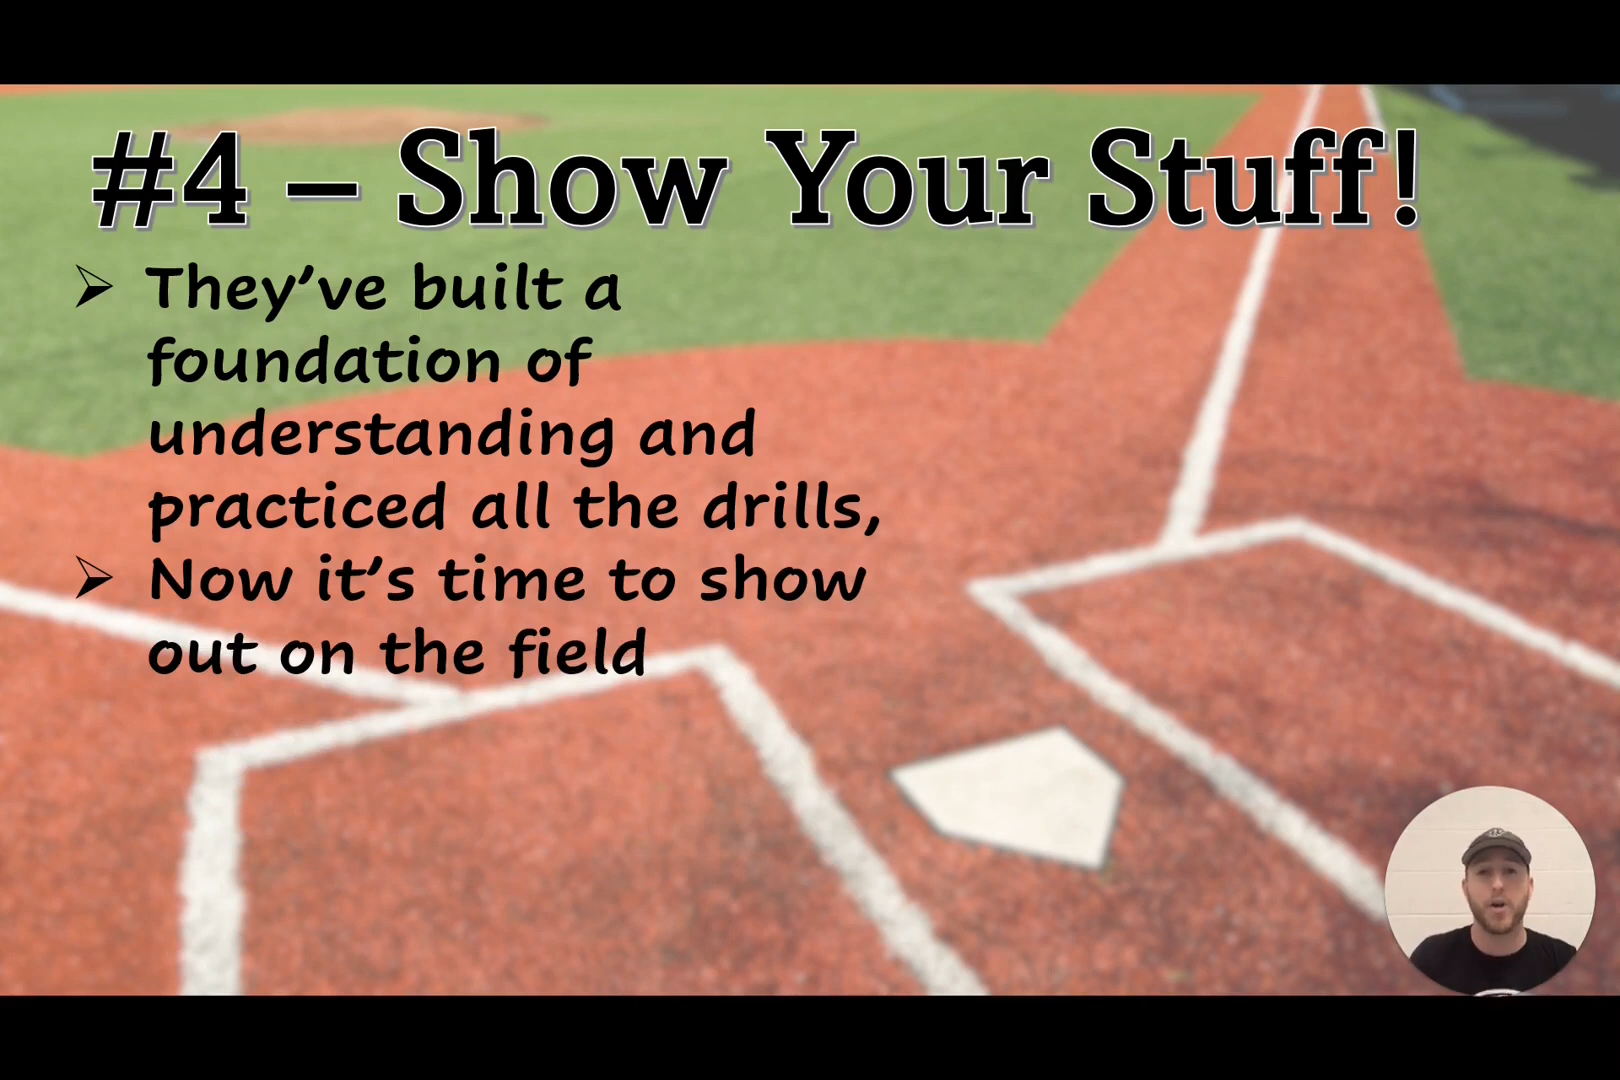 #4 – Show Your Stuff!
➢ They’ve built a
foundation of
understanding and
practiced all the drills,
➢ Now it’s time to show
out on the field